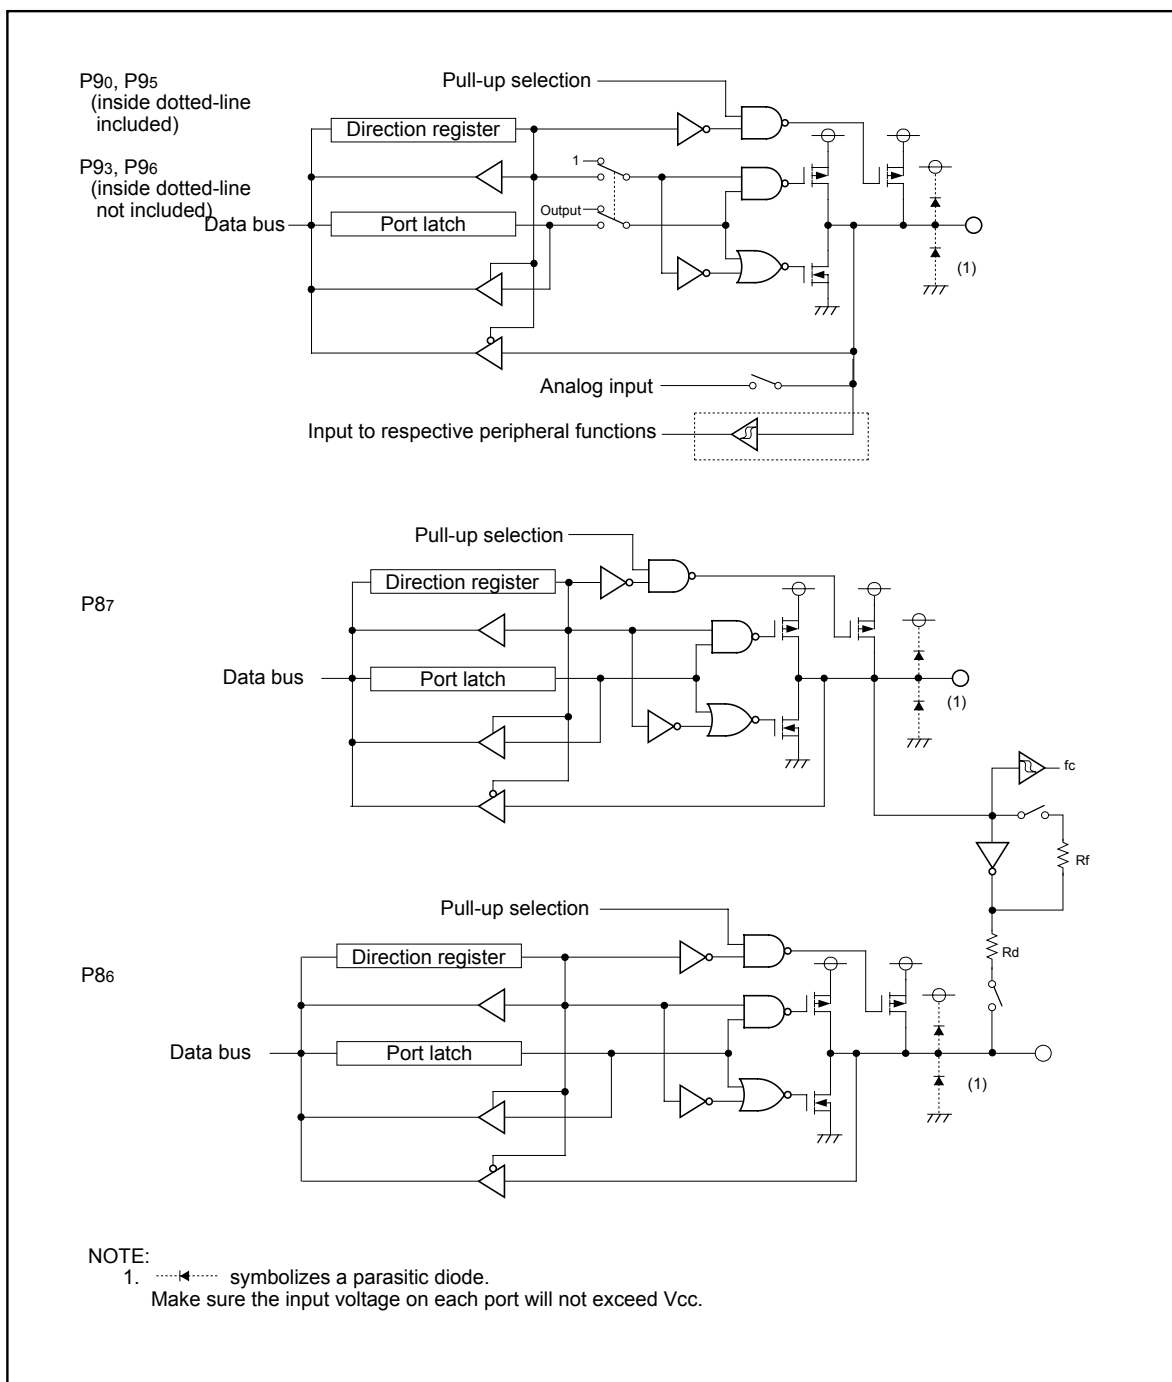 P90, P95
(inside dotted-line
included)
P93, P96
(inside dotted-line
not included)
Pull-up selection
Direction register
1
Output
Data bus
Port latch
(1)
Analog input
Input to respective peripheral functions
P87
Pull-up selection
Direction register
Data bus
Port latch
(1)
fc
Rf
Rd
P86
Pull-up selection
Direction register
Data bus
Port latch
(1)
NOTE:
1. symbolizes a parasitic diode.
Make sure the input voltage on each port will not exceed Vcc.